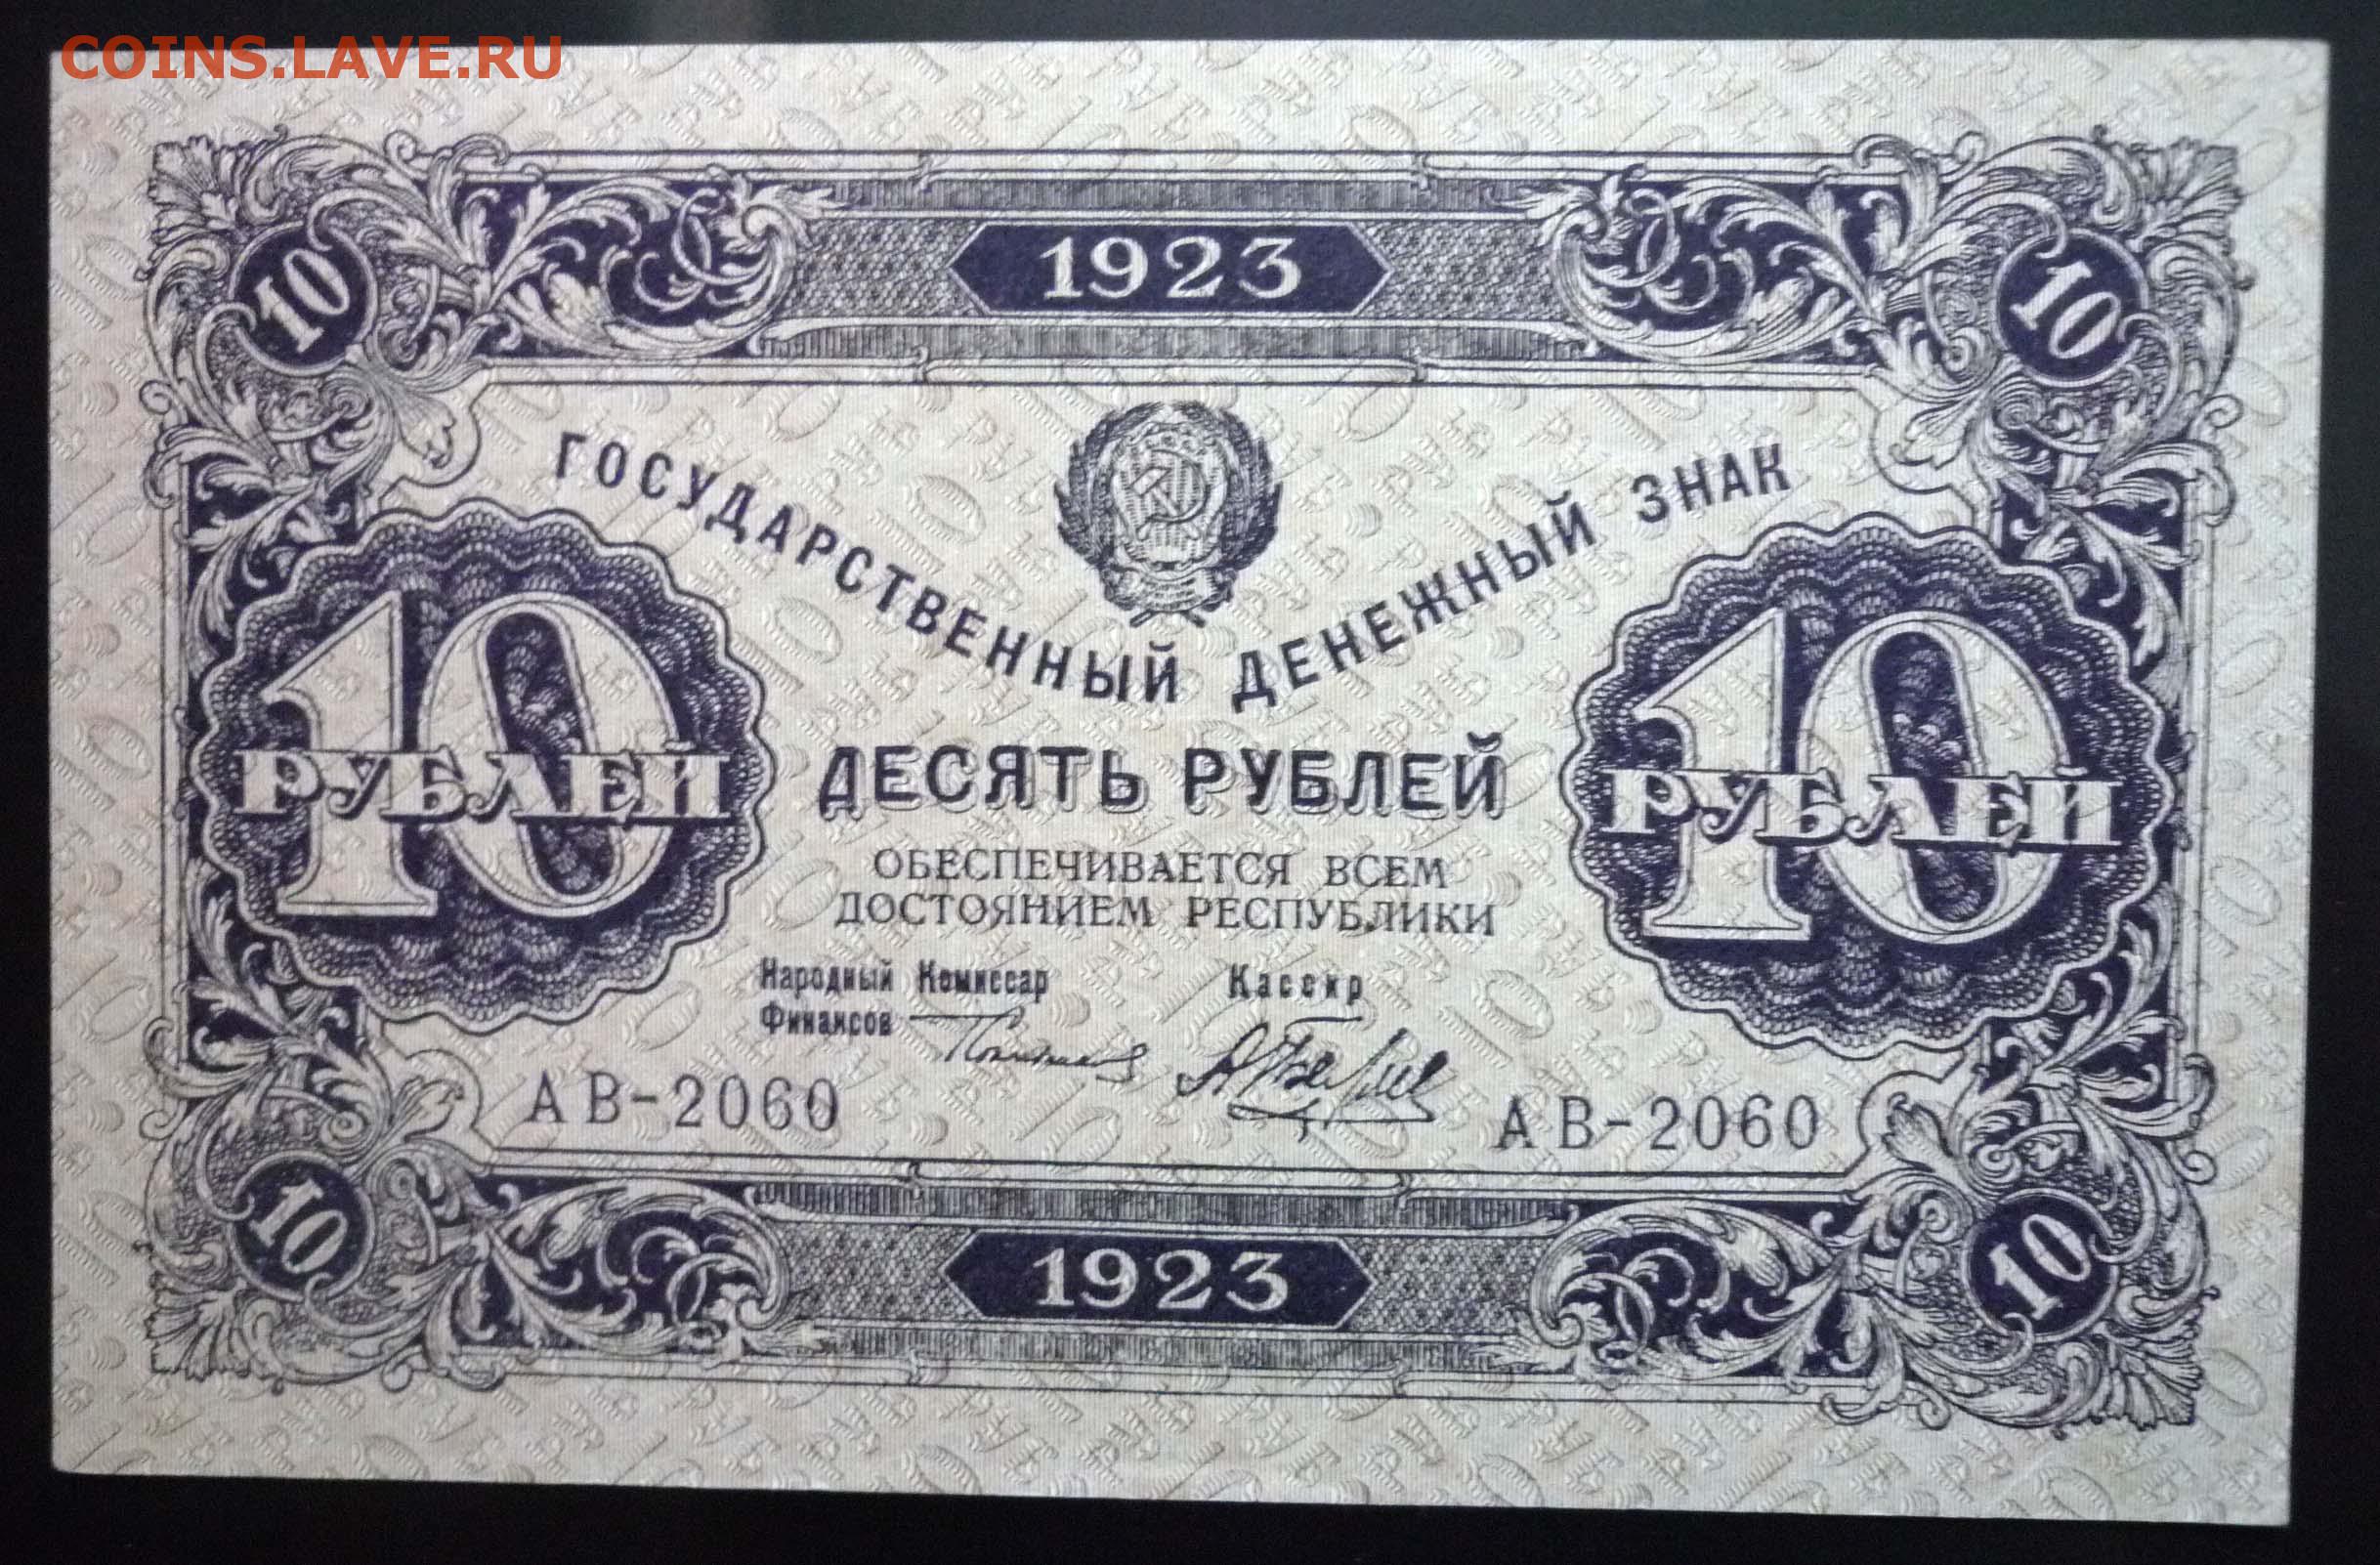 COINS.LAVE.RU
1923
10
10
ГОСУДАРСТВЕННЫЙ ДЕНЕЖНЫЙ ЗНАК
10
РУБЛЕЙ
10
РУБЛЕЙ
ДЕСЯТЬ РУБЛЕЙ
ОБЕСПЕЧИВАЕТСЯ ВСЕМ
ДОСТОЯНИЕМ РЕСПУБЛИКИ
Народный Комиссар
Финансов
Кассир
АВ-2060
АВ-2060
10
10
1923